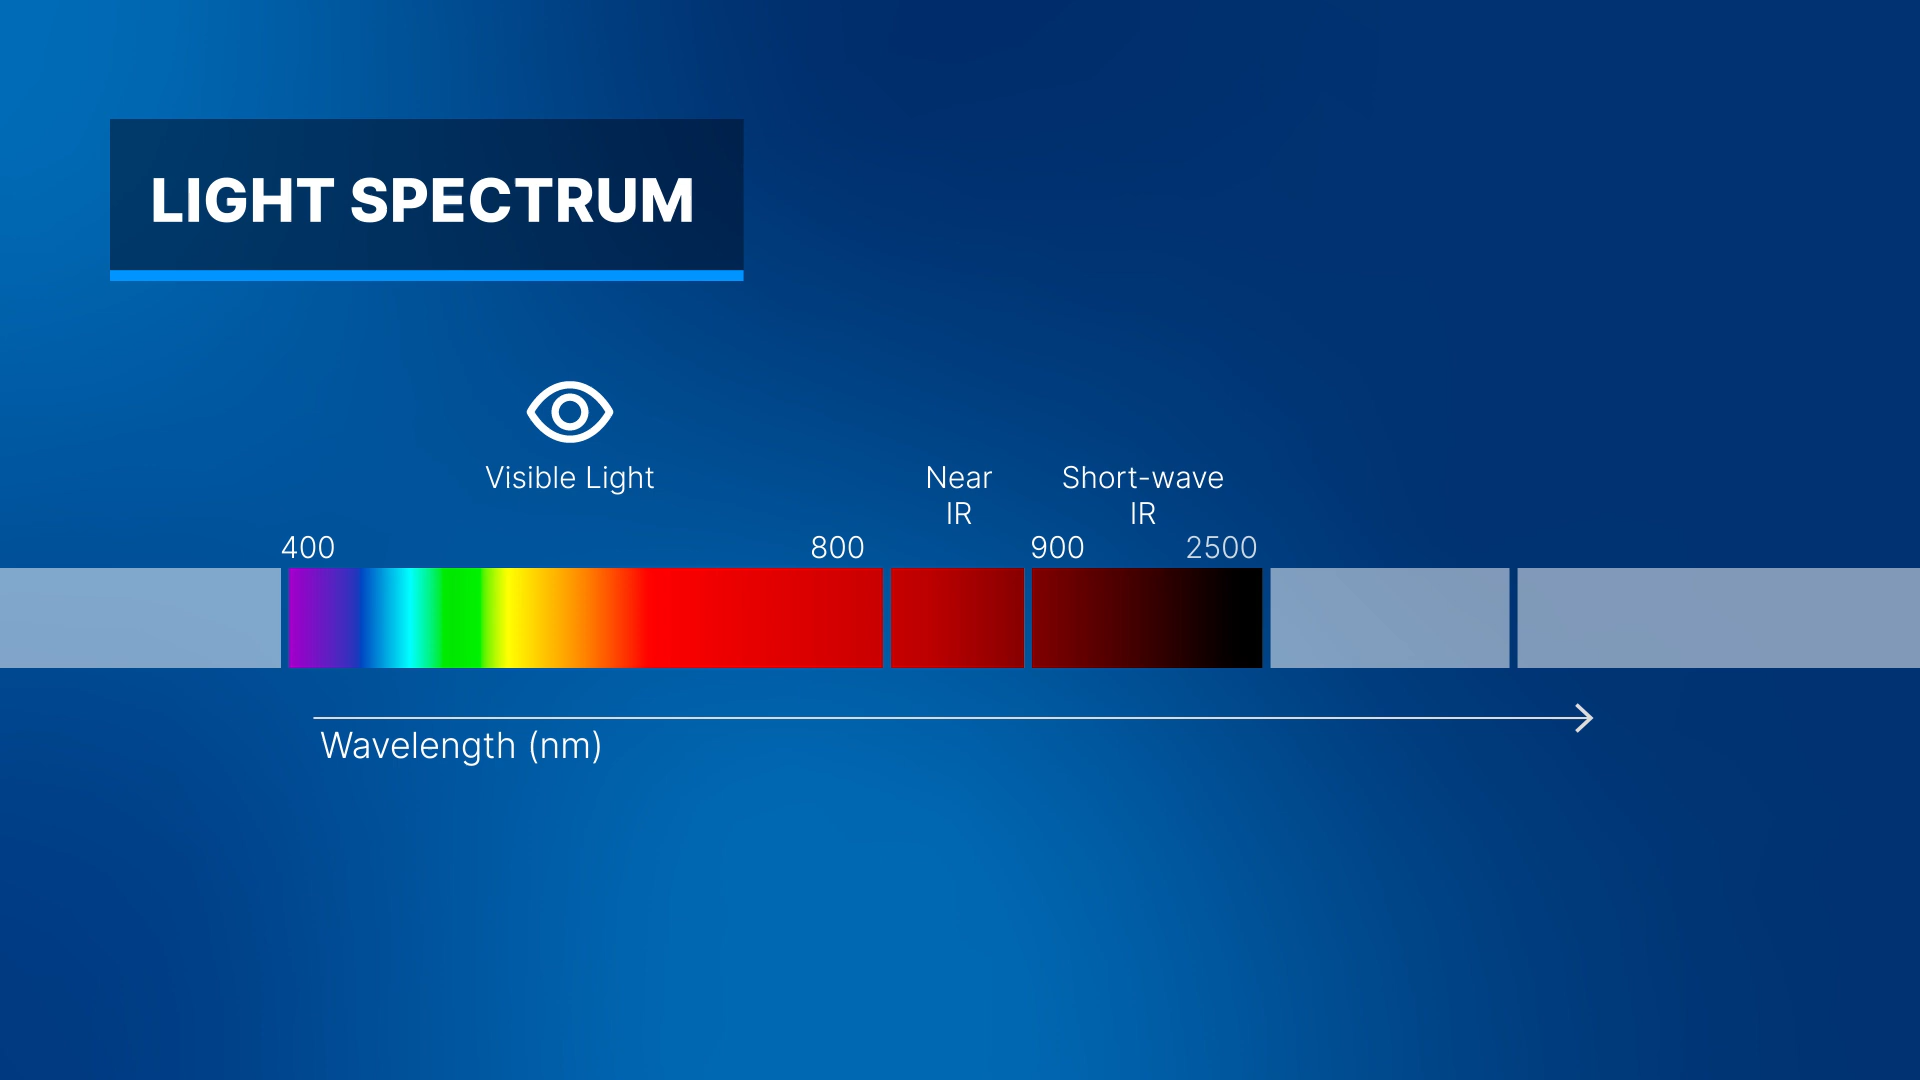 LIGHT SPECTRUM
Visible Light
Near
IR
Short-wave
IR
400
800
900
2500
Wavelength (nm)